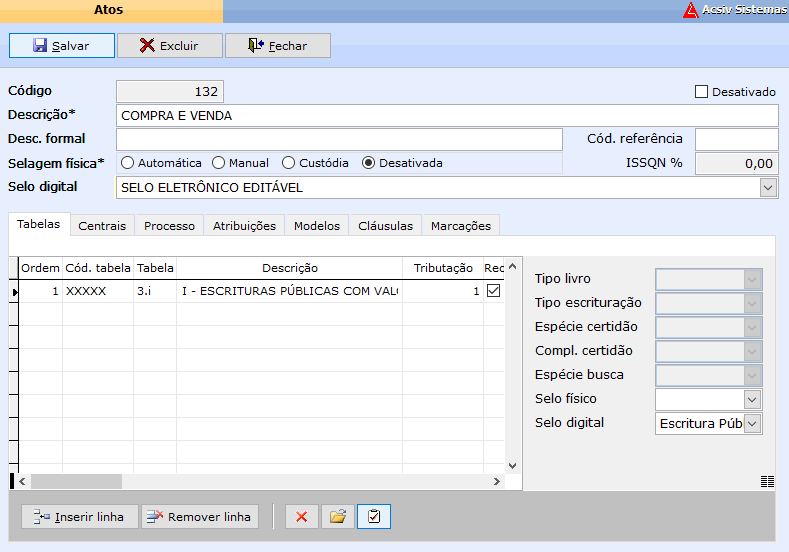 Atos
Acsiv Sistemas
Salvar Excluir Fechar
Código 132 Desativado
Descrição* COMPRA E VENDA
Desc. formal Cód. referência
Selagem física* Automática Manual Custódia Desativada ISSQN % 0,00
Selo digital SELO ELETRÔNICO EDITÁVEL
Tabelas Centrais Processo Atribuições Modelos Cláusulas Marcações
Ordem Cód. tabela Tabela Descrição Tributação Rec
1 XXXXX 3.i I - ESCRITURAS PÚBLICAS COM VAL 1
Tipo livro
Tipo escrituração
Espécie certidão
Compl. certidão
Espécie busca
Selo físico
Selo digital Escritura Púb
Inserir linha Remover linha